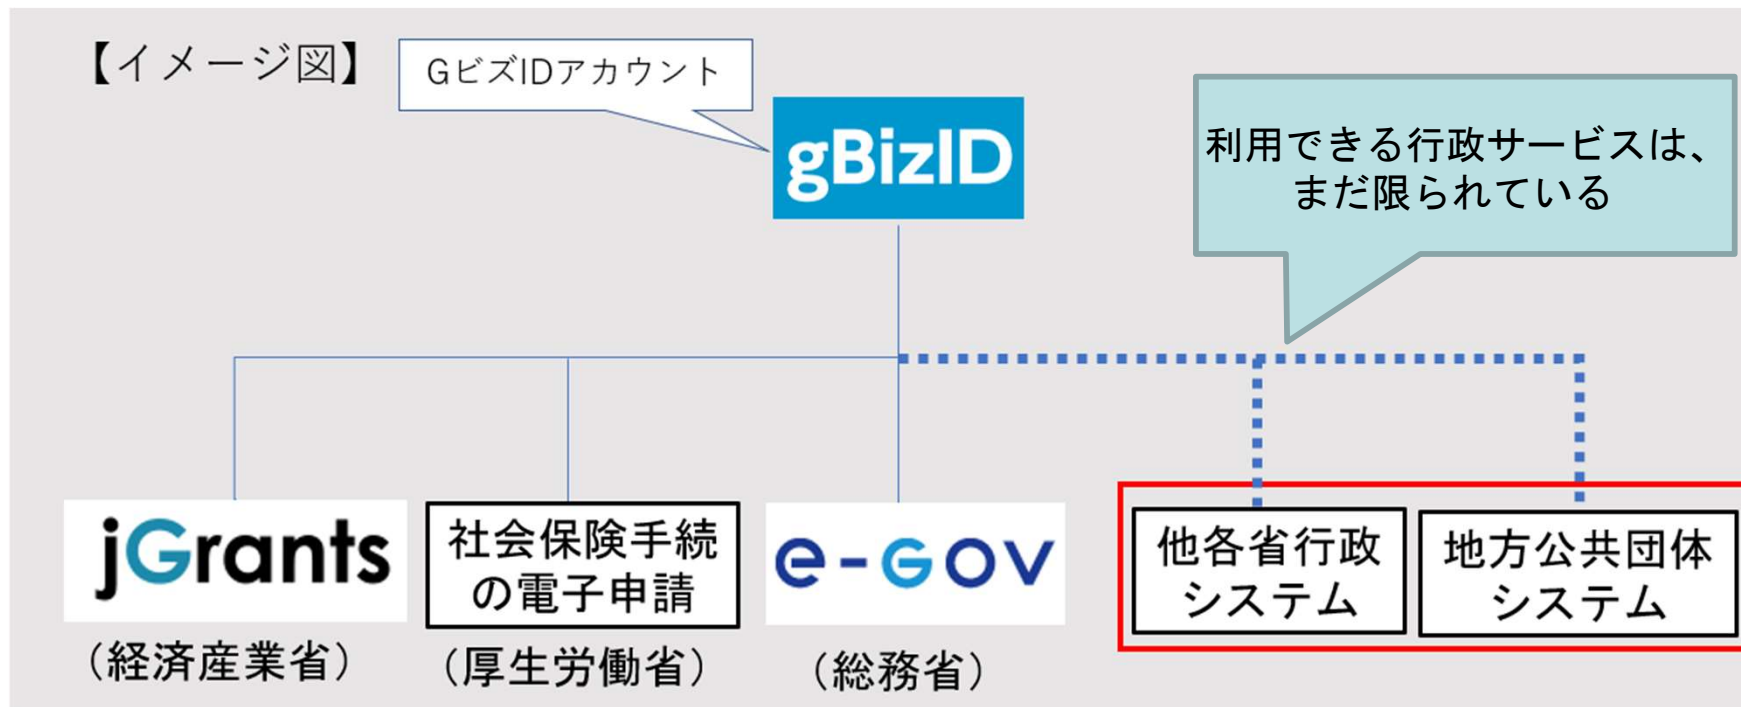 【イメージ図】
GビズIDアカウント
gBizID
利用できる行政サービスは、
まだ限られている
jGrants
社会保険手続
の電子申請
e-GOV
他各省行政
システム
地方公共団体
システム
（経済産業省）
（厚生労働省）
（総務省）